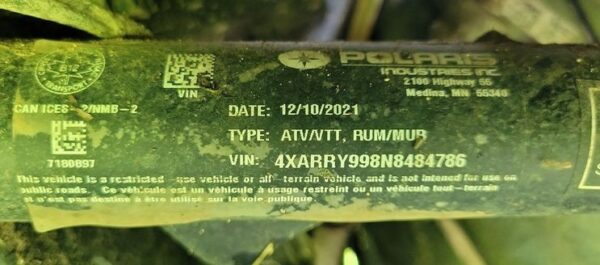 POLARIS
INDUSTRIES INC.
2100 Highway 55
Medina, MN 55340
VIN
CAN ICES-2/NMB-2
DATE: 12/10/2021
TYPE: ATV/VTT, RUM/MUR
7180897
VIN: 4XARRY998N8484786
This vehicle is a restricted-use vehicle or all-terrain vehicle and is not intended for use on
public roads. Ce véhicule est un véhicule à usage restreint ou un véhicule tout-terrain
et n'est pas destiné à être utilisé sur la voie publique.